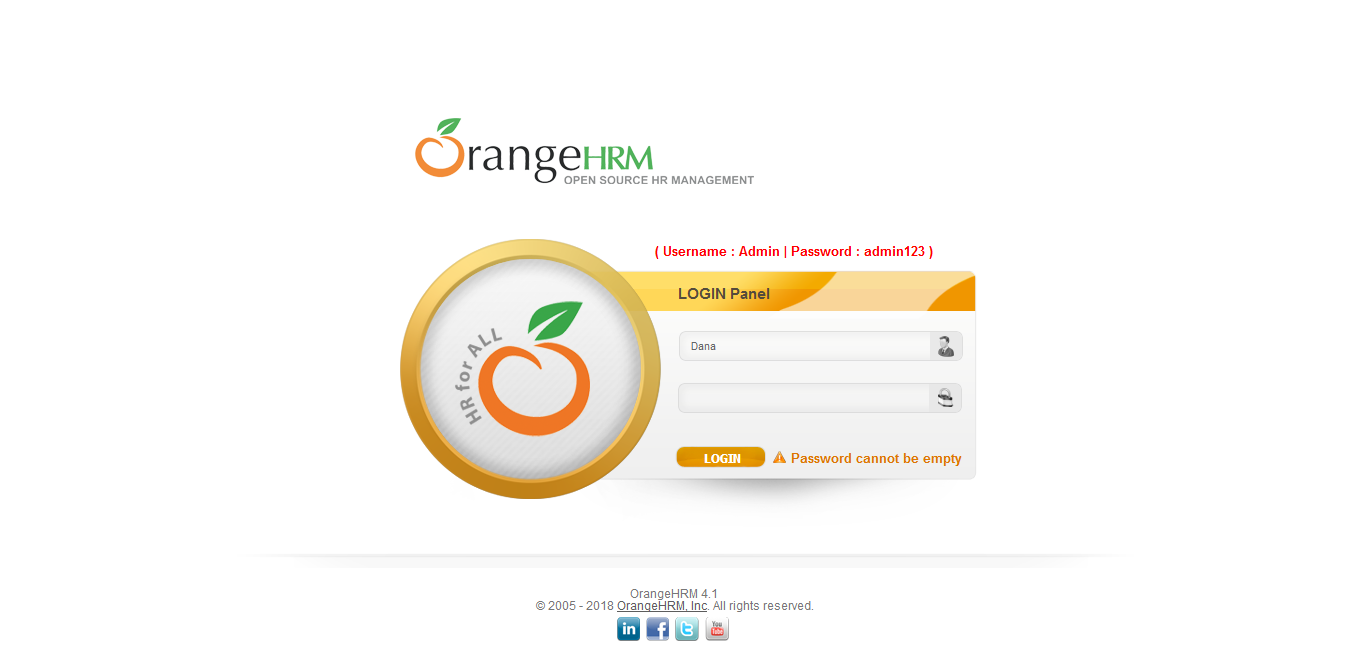 OrangeHRM
OPEN SOURCE HR MANAGEMENT
( Username : Admin | Password : admin123 )
HR for ALL
LOGIN Panel
Dana
LOGIN
Password cannot be empty
OrangeHRM 4.1
© 2005 - 2018 OrangeHRM, Inc. All rights reserved.
in f t You Tube